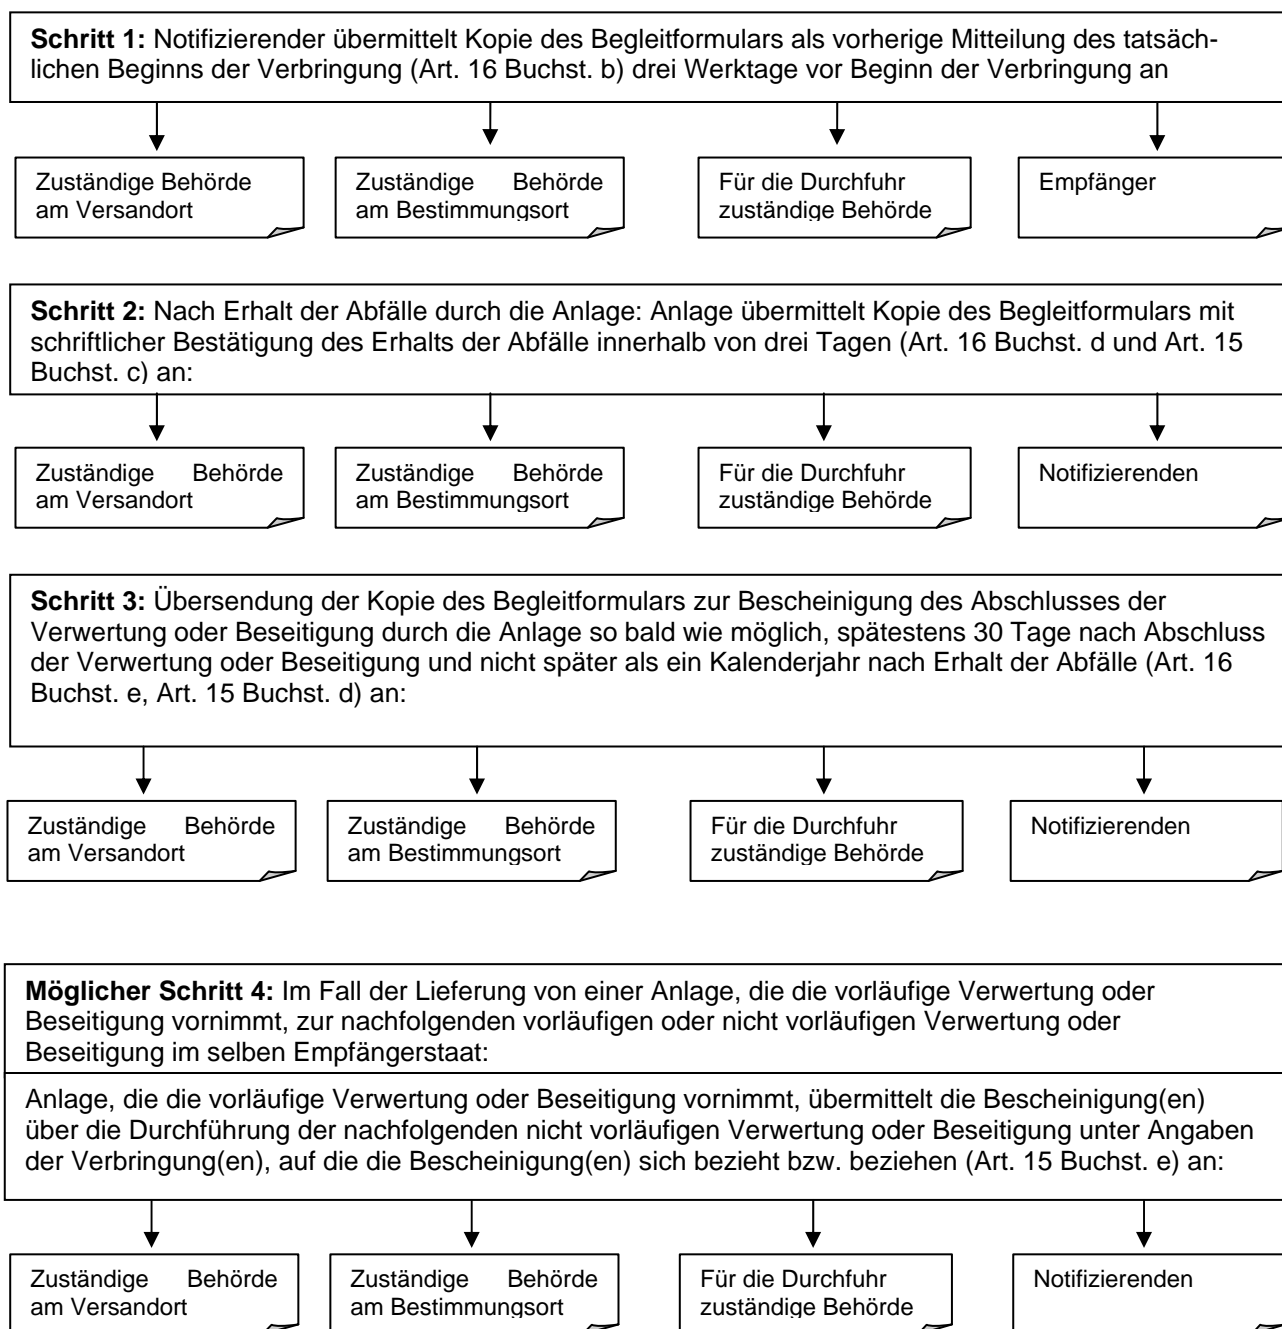 Schritt 1: Notifizierender übermittelt Kopie des Begleitformulars als vorherige Mitteilung des tatsäch-
lichen Beginns der Verbringung (Art. 16 Buchst. b) drei Werktage vor Beginn der Verbringung an
Zuständige Behörde
am Versandort
Zuständige Behörde
am Bestimmungsort
Für die Durchfuhr
zuständige Behörde
Empfänger
Schritt 2: Nach Erhalt der Abfälle durch die Anlage: Anlage übermittelt Kopie des Begleitformulars mit
schriftlicher Bestätigung des Erhalts der Abfälle innerhalb von drei Tagen (Art. 16 Buchst. d und Art. 15
Buchst. c) an:
Zuständige Behörde
am Versandort
Zuständige Behörde
am Bestimmungsort
Für die Durchfuhr
zuständige Behörde
Notifizierenden
Schritt 3: Übersendung der Kopie des Begleitformulars zur Bescheinigung des Abschlusses der
Verwertung oder Beseitigung durch die Anlage so bald wie möglich, spätestens 30 Tage nach Abschluss
der Verwertung oder Beseitigung und nicht später als ein Kalenderjahr nach Erhalt der Abfälle (Art. 16
Buchst. e, Art. 15 Buchst. d) an:
Zuständige Behörde
am Versandort
Zuständige Behörde
am Bestimmungsort
Für die Durchfuhr
zuständige Behörde
Notifizierenden
Möglicher Schritt 4: Im Fall der Lieferung von einer Anlage, die die vorläufige Verwertung oder
Beseitigung vornimmt, zur nachfolgenden vorläufigen oder nicht vorläufigen Verwertung oder
Beseitigung im selben Empfängerstaat:
Anlage, die die vorläufige Verwertung oder Beseitigung vornimmt, übermittelt die Bescheinigung(en)
über die Durchführung der nachfolgenden nicht vorläufigen Verwertung oder Beseitigung unter Angaben
der Verbringung(en), auf die die Bescheinigung(en) sich bezieht bzw. beziehen (Art. 15 Buchst. e) an:
Zuständige Behörde
am Versandort
Zuständige Behörde
am Bestimmungsort
Für die Durchfuhr
zuständige Behörde
Notifizierenden